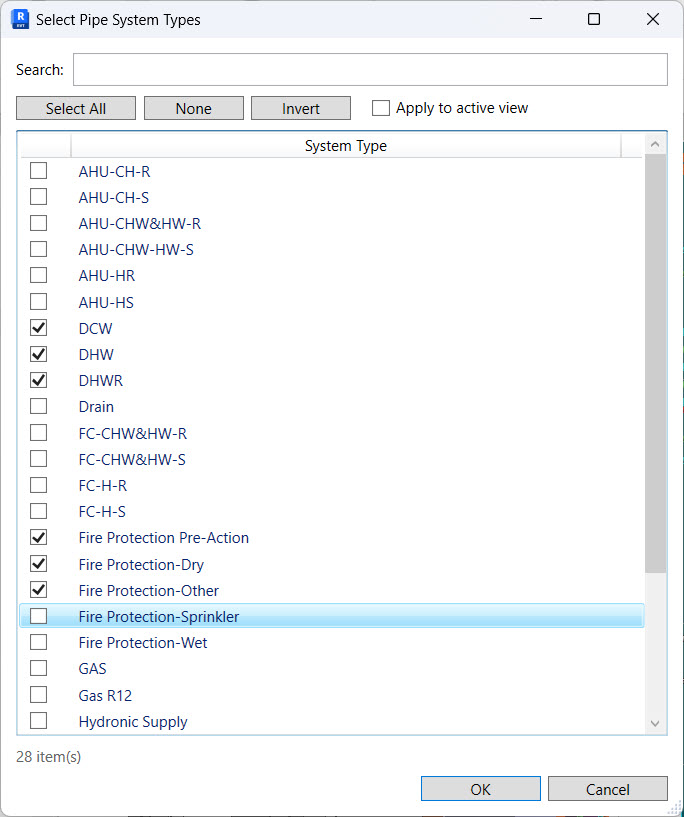 Select Pipe System Types
Search:
Select All
None
Invert
Apply to active view
System Type
AHU-CH-R
AHU-CH-S
AHU-CHW&HW-R
AHU-CHW-HW-S
AHU-HR
AHU-HS
DCW
DHW
DHWR
Drain
FC-CHW&HW-R
FC-CHW&HW-S
FC-H-R
FC-H-S
Fire Protection Pre-Action
Fire Protection-Dry
Fire Protection-Other
Fire Protection-Sprinkler
Fire Protection-Wet
GAS
Gas R12
Hydronic Supply
28 item(s)
OK
Cancel